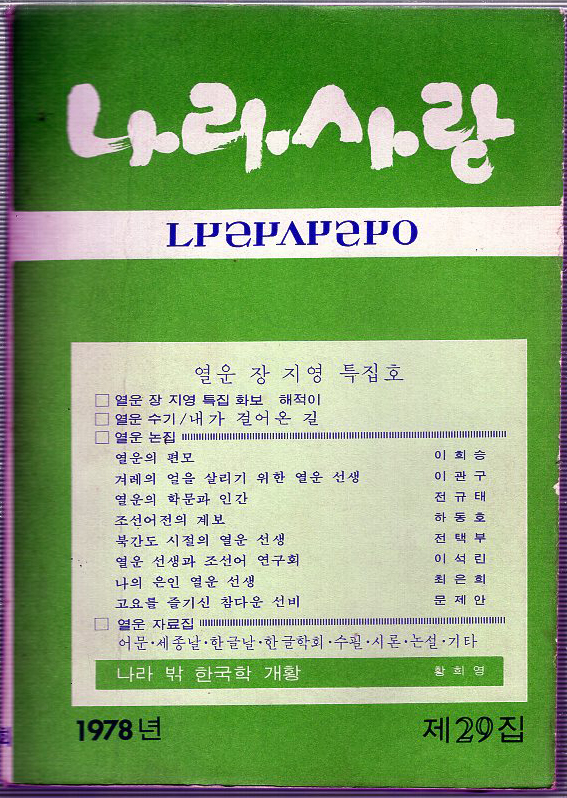 나라사랑
ㄴㅏㄹㅏㅅㅏㄹㅏㅇ
열운 장 지영 특집호
□ 열운 장 지영 특집 화보 해적이
□ 열운 수기/내가 걸어온 길
□ 열운 논집
열운의 편모 이희승
겨레의 얼을 살리기 위한 열운 선생 이관구
열운의 학문과 인간 전규태
조선어전의 계보 하동호
북간도 시절의 열운 선생 전택부
열운 선생과 조선어 연구회 이석린
나의 은인 열운 선생 최은희
고요를 즐기신 참다운 선비 문제안
□ 열운 자료집
어문·세종날·한글날·한글학회·수필·시론·논설·기타
나라 밖 한국학 개황 황희영
1978년 제29집